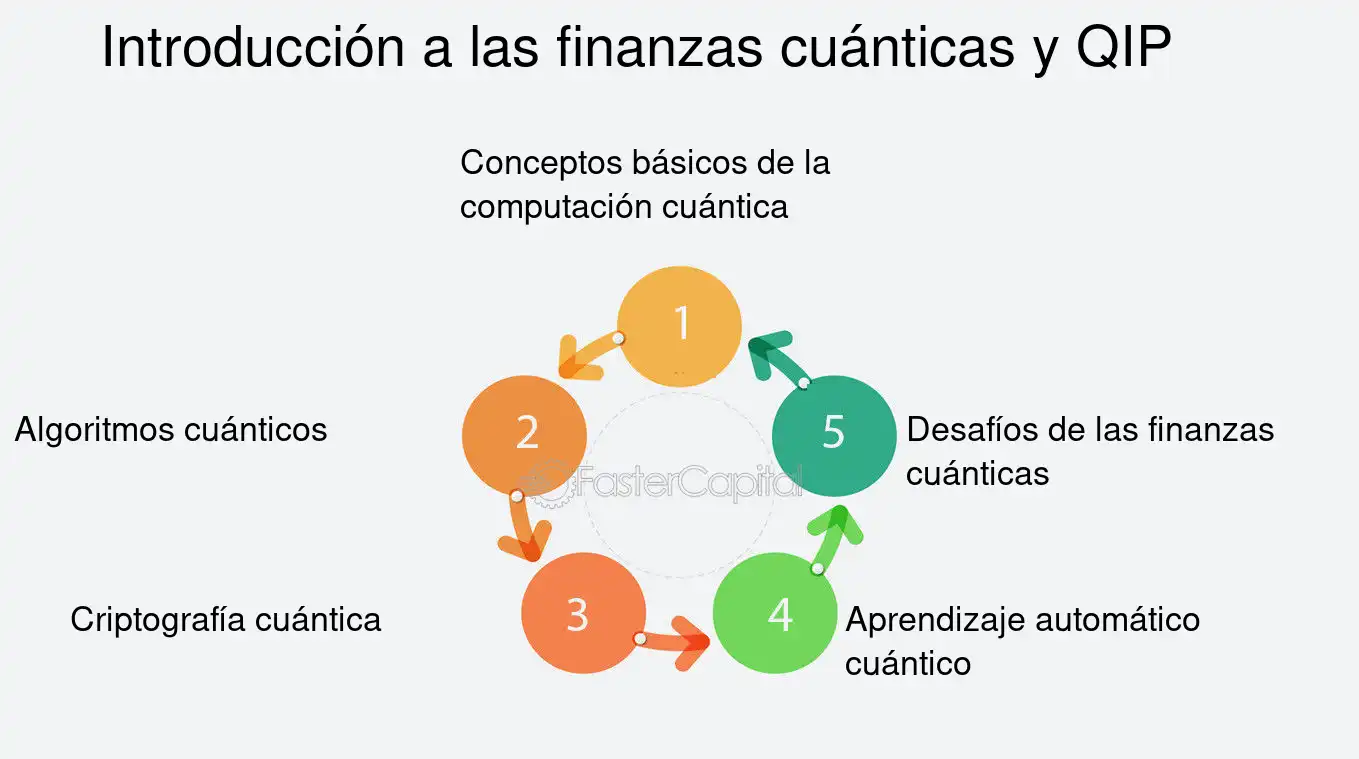 Introducción a las finanzas cuánticas y QIP
Conceptos básicos de la
computación cuántica
1
2
Algoritmos cuánticos
5
Desafíos de las finanzas
cuánticas
FasterCapital
3
Criptografía cuántica
4
Aprendizaje automático
cuántico